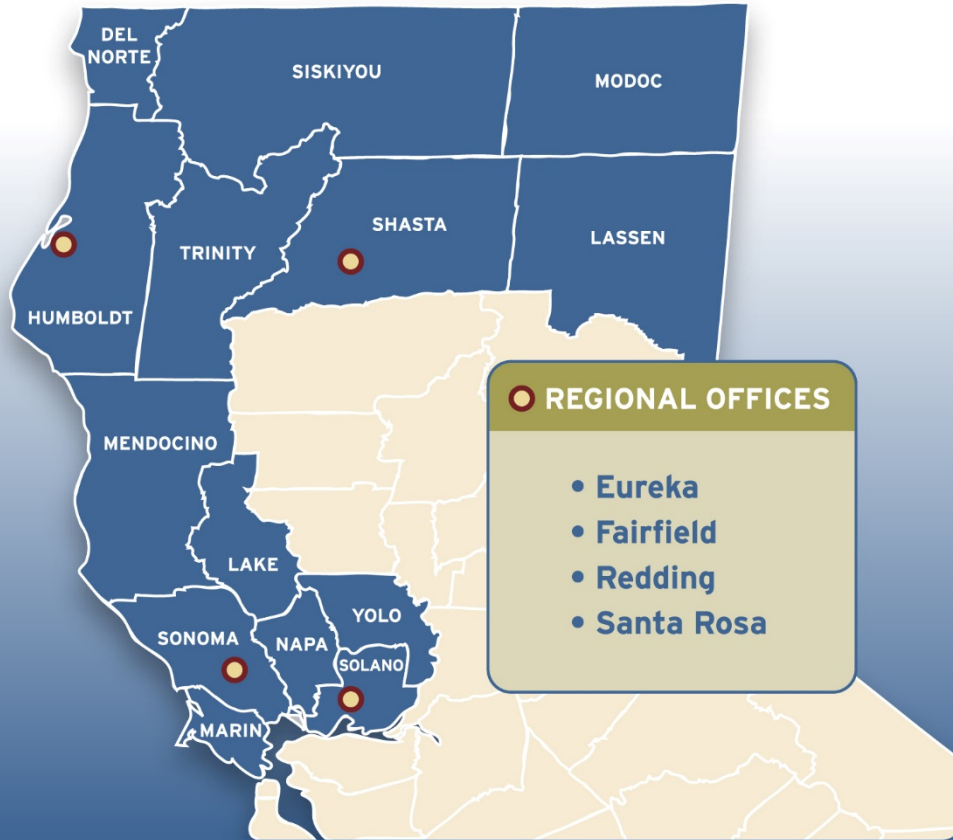 DEL
NORTE
SISKIYOU
MODOC
SHASTA
LASSEN
TRINITY
HUMBOLDT
REGIONAL OFFICES
MENDOCINO
• Eureka
• Fairfield
• Redding
• Santa Rosa
LAKE
YOLO
SONOMA
NAPA
SOLANO
MARIN